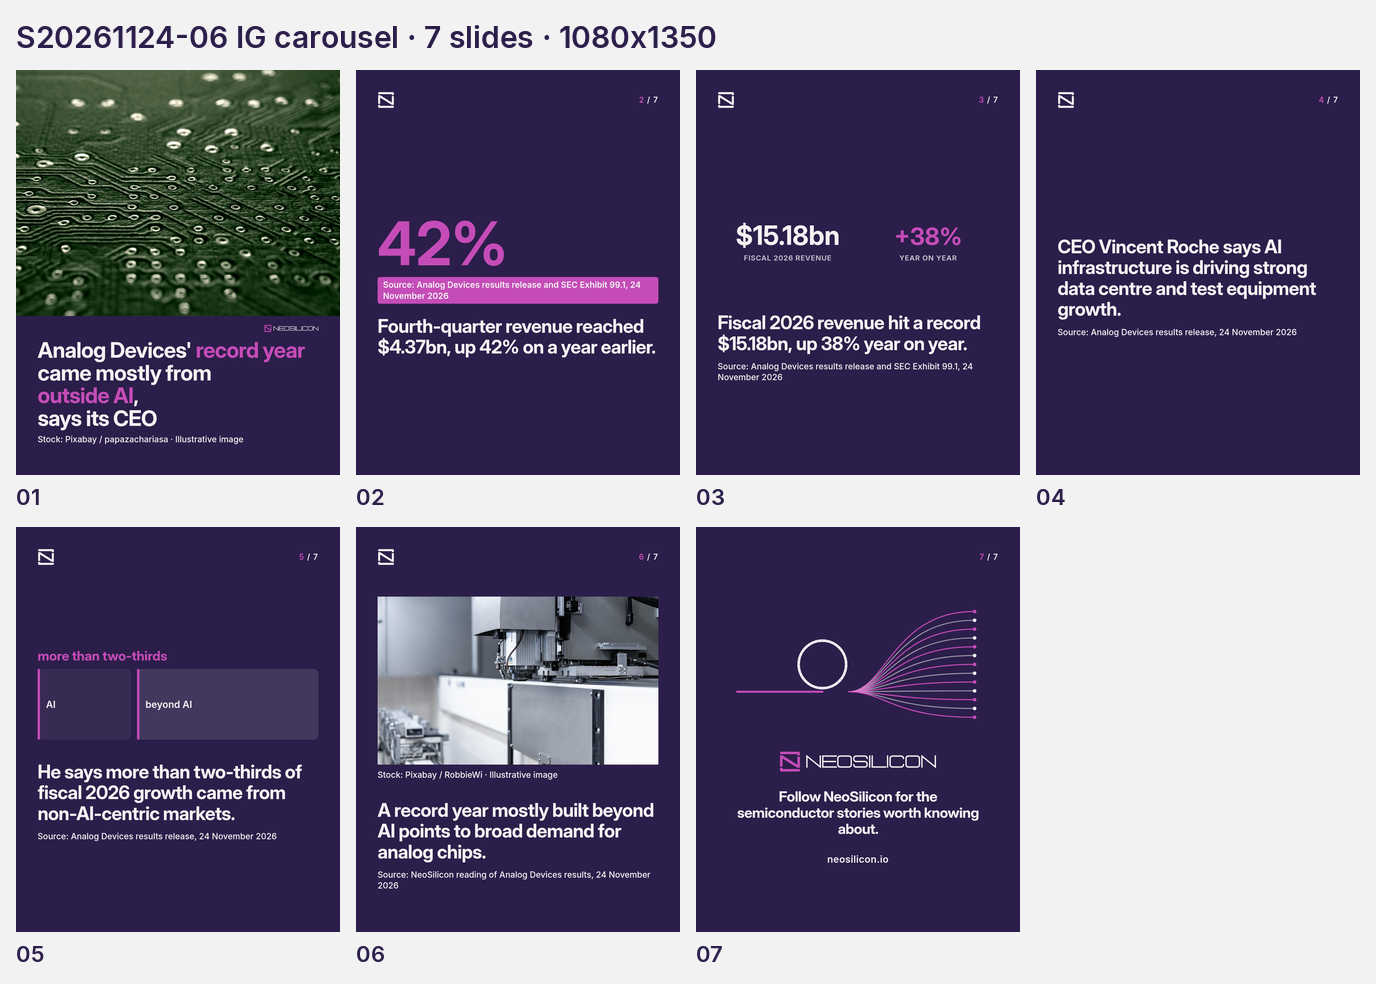 S20261124-06 IG carousel · 7 slides · 1080x1350
NEOSILICON
Analog Devices' record year
came mostly from
outside AI,
says its CEO
Stock: Pixabay / papazachariasa · Illustrative image
01
2 / 7
42%
Source: Analog Devices results release and SEC Exhibit 99.1, 24
November 2026
Fourth-quarter revenue reached
$4.37bn, up 42% on a year earlier.
02
3 / 7
$15.18bn
FISCAL 2026 REVENUE
+38%
YEAR ON YEAR
Fiscal 2026 revenue hit a record
$15.18bn, up 38% year on year.
Source: Analog Devices results release and SEC Exhibit 99.1, 24
November 2026
03
4 / 7
CEO Vincent Roche says AI
infrastructure is driving strong
data centre and test equipment
growth.
Source: Analog Devices results release, 24 November 2026
04
5 / 7
more than two-thirds
AI
beyond AI
He says more than two-thirds of
fiscal 2026 growth came from
non-AI-centric markets.
Source: Analog Devices results release, 24 November 2026
05
6 / 7
Stock: Pixabay / RobbieWi · Illustrative image
A record year mostly built beyond
AI points to broad demand for
analog chips.
Source: NeoSilicon reading of Analog Devices results, 24 November
2026
06
7 / 7
NEOSILICON
Follow NeoSilicon for the
semiconductor stories worth knowing
about.
neosilicon.io
07